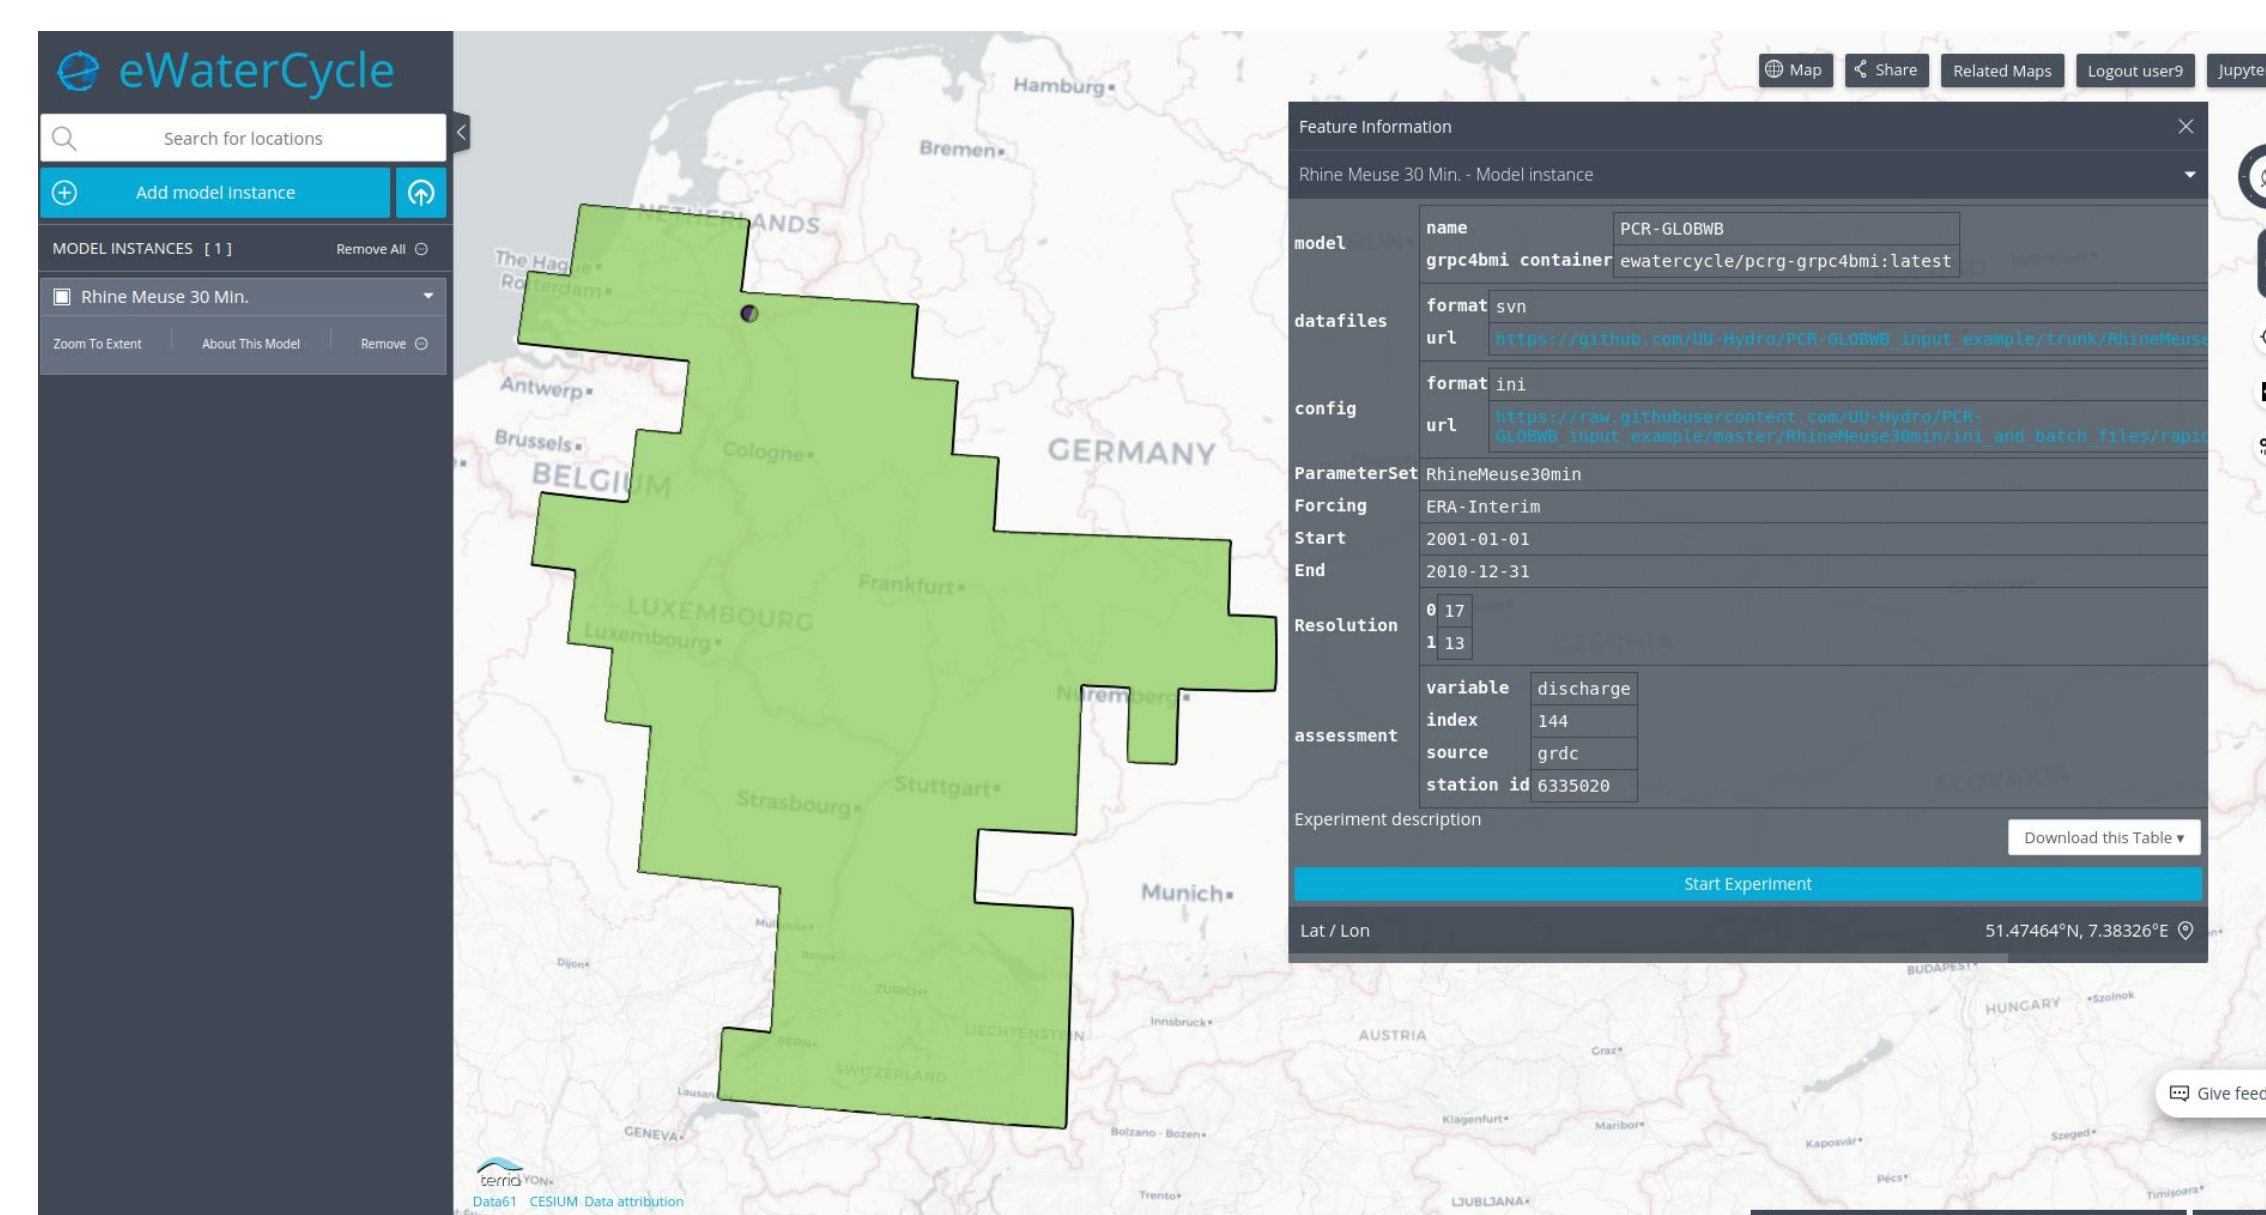 eWaterCycle
Search for locations
Add model instance
MODEL INSTANCES [ 1 ] Remove All
Rhine Meuse 30 Min.
Zoom To Extent About This Model Remove
Map Share Related Maps Logout user9
Feature Information
Rhine Meuse 30 Min. - Model instance
model
name PCR-GLOBWB
grpc4bmi container ewatercycle/pcrg-grpc4bmi:latest
datafiles
format svn
url https://github.com/UU-Hydro/PCR-GLOBWB_input_example/trunk/RhineMeuse
config
format ini
url https://raw.githubusercontent.com/UU-Hydro/PCR-
GLOBWB_input_example/master/RhineMeuse30min/ini_and_batch_files/rapid
ParameterSet RhineMeuse30min
Forcing ERA-Interim
Start 2001-01-01
End 2010-12-31
Resolution
0 17
1 13
assessment
variable discharge
index 144
source grdc
station id 6335020
Experiment description
Download this Table ▾
Start Experiment
Lat / Lon 51.47464°N, 7.38326°E
Give
Hamburg
Bremen
NETHERLANDS
The Hague
Rotterdam
Antwerp
Brussels
BELGIUM
Cologne
GERMANY
Frankfurt
LUXEMBOURG
Luxembourg
Nuremberg
Stuttgart
Strasbourg
Munich
Mulhouse
Basel
Dijon
ZURICH
LIECHTENSTEIN
Innsbruck
BERN
SWITZERLAND
GENEVA
Bolzano - Bozen
Trento
AUSTRIA
Graz
Klagenfurt
Maribor
LJUBLJANA
BUDAPEST
HUNGARY
Szolnok
Kaposvár
Szeged
Pécs
Timișoara
terria
Data61 CESIUM Data attribution